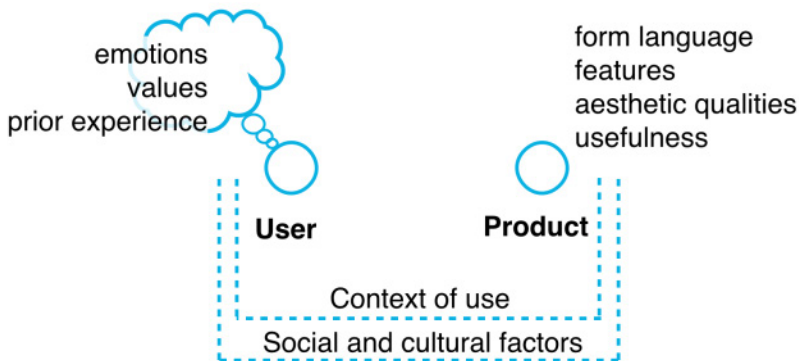 emotions
values
prior experience
form language
features
aesthetic qualities
usefulness
User
Product
Context of use
Social and cultural factors